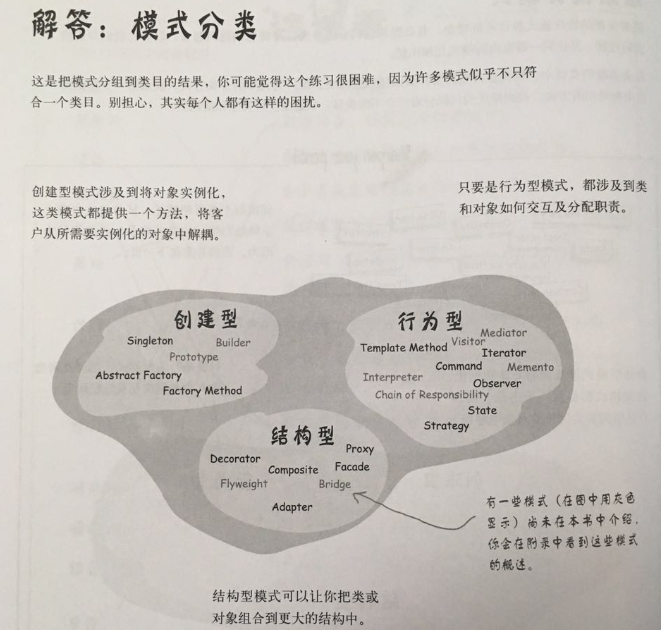 解答：模式分类
这是把模式分组到类目的结果，你可能觉得这个练习很困难，因为许多模式似乎不只符
合一个类目。别担心，其实每个人都有这样的困扰。
创建型模式涉及到将对象实例化，
这类模式都提供一个方法，将客
户从所需要实例化的对象中解耦。
只要是行为型模式，都涉及到类
和对象如何交互及分配职责。
创建型
Singleton
Builder
Prototype
Abstract Factory
Factory Method
行为型
Mediator
Template Method
Visitor
Iterator
Command
Memento
Interpreter
Observer
Chain of Responsibility
State
Strategy
结构型
Proxy
Decorator
Composite
Facade
Flyweight
Bridge
Adapter
有一些模式（在图中用灰色
显示）尚未在本书中介绍，
你会在附录中看到这些模式
的概述。
结构型模式可以让你把类或
对象组合到更大的结构中。